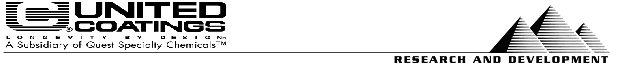 UNITED
COATINGS
®
LONGEVITY BY DESIGN
A Subsidiary of Quest Specialty Chemicals™
RESEARCH AND DEVELOPMENT